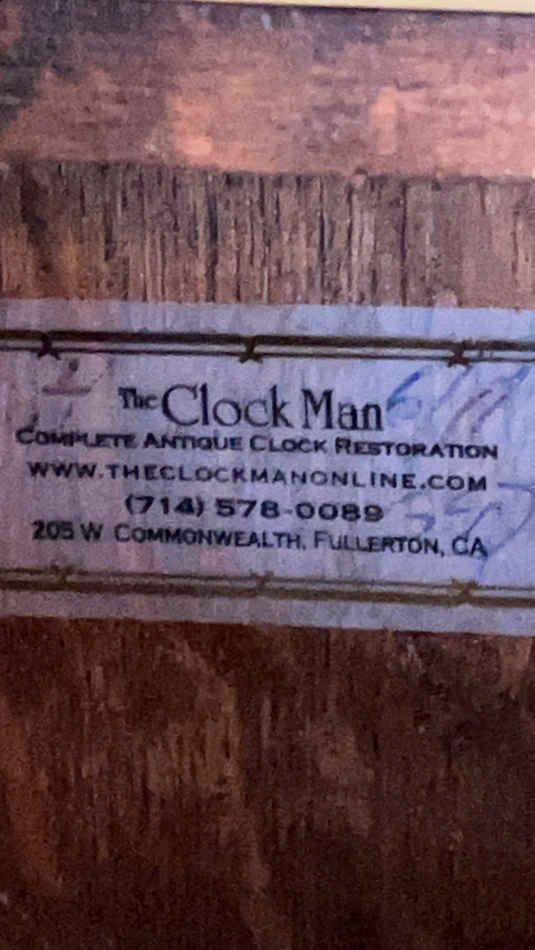 The Clock Man
COMPLETE ANTIQUE CLOCK RESTORATION
WWW.THECLOCKMANONLINE.COM
(714) 578-0089
205 W COMMONWEALTH, FULLERTON, CA